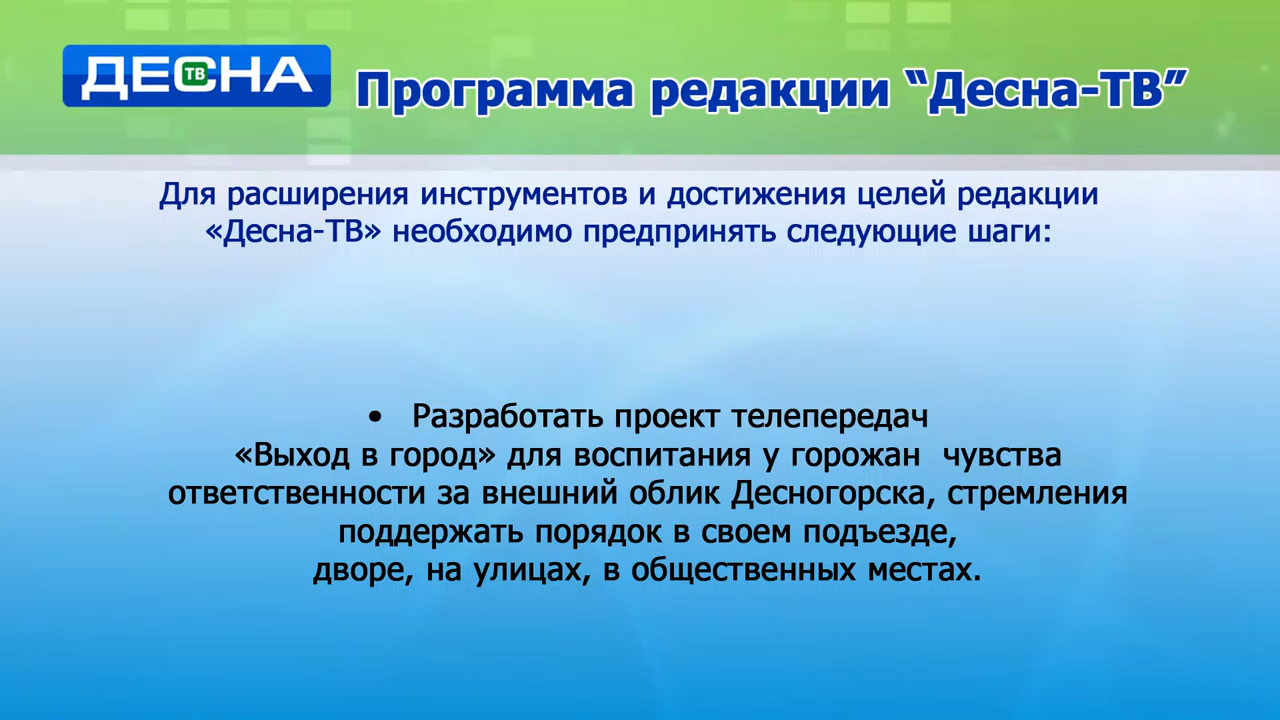 ДЕСНА
ТВ
Программа редакции “Десна-ТВ”
Для расширения инструментов и достижения целей редакции
«Десна-ТВ» необходимо предпринять следующие шаги:
• Разработать проект телепередач
«Выход в город» для воспитания у горожан чувства
ответственности за внешний облик Десногорска, стремления
поддержать порядок в своем подъезде,
дворе, на улицах, в общественных местах.